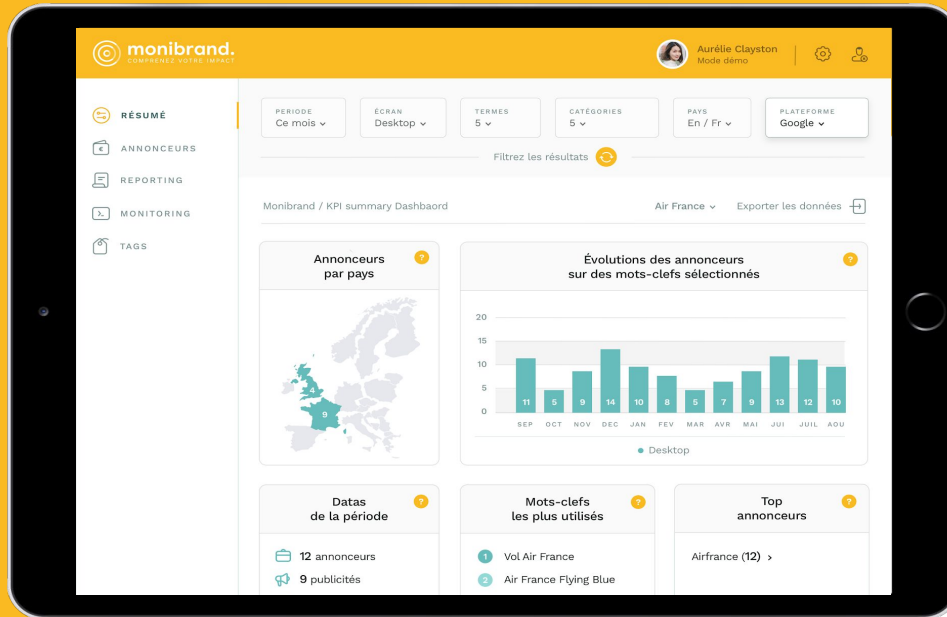 monibrand.
COMPRENEZ VOTRE IMPACT
Aurélie Clayston
Mode démo
RÉSUMÉ
ANNONCEURS
REPORTING
MONITORING
TAGS
PERIODE
Ce mois
ÉCRAN
Desktop
TERMES
5
CATÉGORIES
5
PAYS
En / Fr
PLATEFORME
Google
Filtrez les résultats
Monibrand / KPI summary Dashbaord
Air France
Exporter les données
Annonceurs
par pays
?
4
9
Évolutions des annonceurs
sur des mots-clefs sélectionnés
?
20
15
10
5
0
11 5 9 14 10 8 5 7 9 13 12 10
SEP OCT NOV DEC JAN FEV MAR AVR MAI JUI JUIL AOU
Desktop
Datas
de la période
?
12 annonceurs
9 publicités
Mots-clefs
les plus utilisés
?
1 Vol Air France
2 Air France Flying Blue
Top
annonceurs
?
Airfrance (12) >